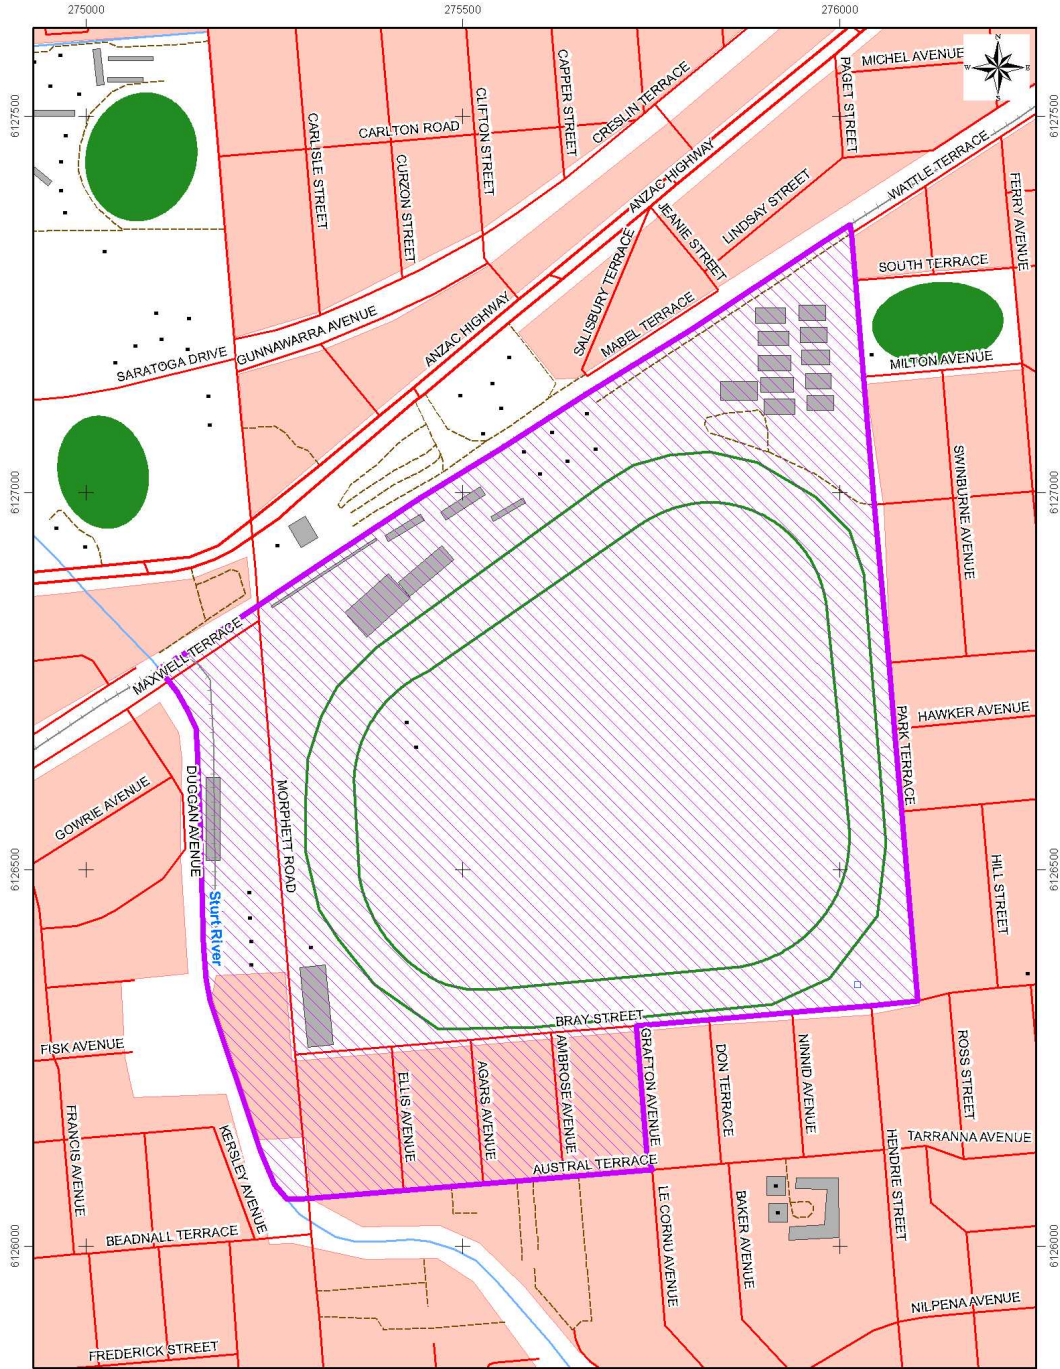 275000
275500
276000
N
W
E
S
MICHEL AVENUE
PAGET STREET
CAPPER STREET
CRESLIN TERRACE
CLIFTON STREET
6127500
6127500
CARLTON ROAD
CARLISLE STREET
CURZON STREET
ANZAC HIGHWAY
WATTLE TERRACE
LINDSAY STREET
JEANIE STREET
FERRY AVENUE
SALISBURY TERRACE
SOUTH TERRACE
GUNNAWARRA AVENUE
ANZAC HIGHWAY
MABEL TERRACE
SARATOGA DRIVE
MILTON AVENUE
SWINBURNE AVENUE
6127000
6127000
MAXWELL TERRACE
HAWKER AVENUE
PARK TERRACE
DUGGAN AVENUE
MORPHETT ROAD
GOWRIE AVENUE
6126500
6126500
HILL STREET
Sturt River
BRAY STREET
FISK AVENUE
GRAFTON AVENUE
AMBROSE AVENUE
AGARS AVENUE
ELLIS AVENUE
DON TERRACE
NINNID AVENUE
ROSS STREET
FRANCIS AVENUE
KERSLEY AVENUE
TARRANNA AVENUE
HENDRIE STREET
AUSTRAL TERRACE
LE CORNU AVENUE
BAKER AVENUE
BEADNALL TERRACE
6126000
6126000
NILPENA AVENUE
FREDERICK STREET